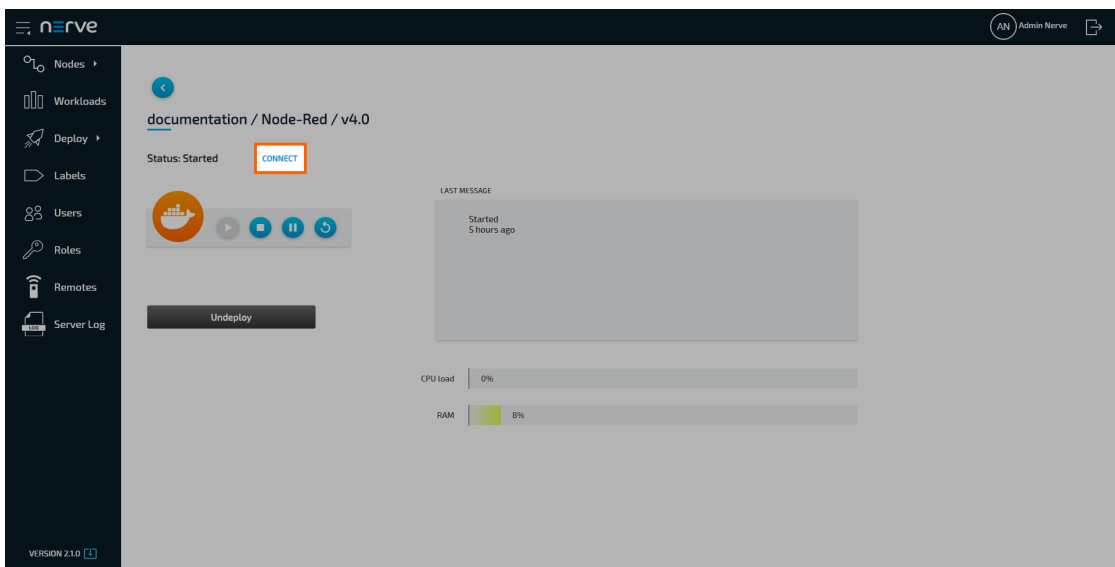 nerve
AN Admin Nerve
Nodes
Workloads
Deploy
Labels
Users
Roles
Remotes
LOG Server Log
VERSION 2.1.0
documentation / Node-Red / v4.0
Status: Started CONNECT
Undeploy
LAST MESSAGE
Started
5 hours ago
CPU load 0%
RAM 8%